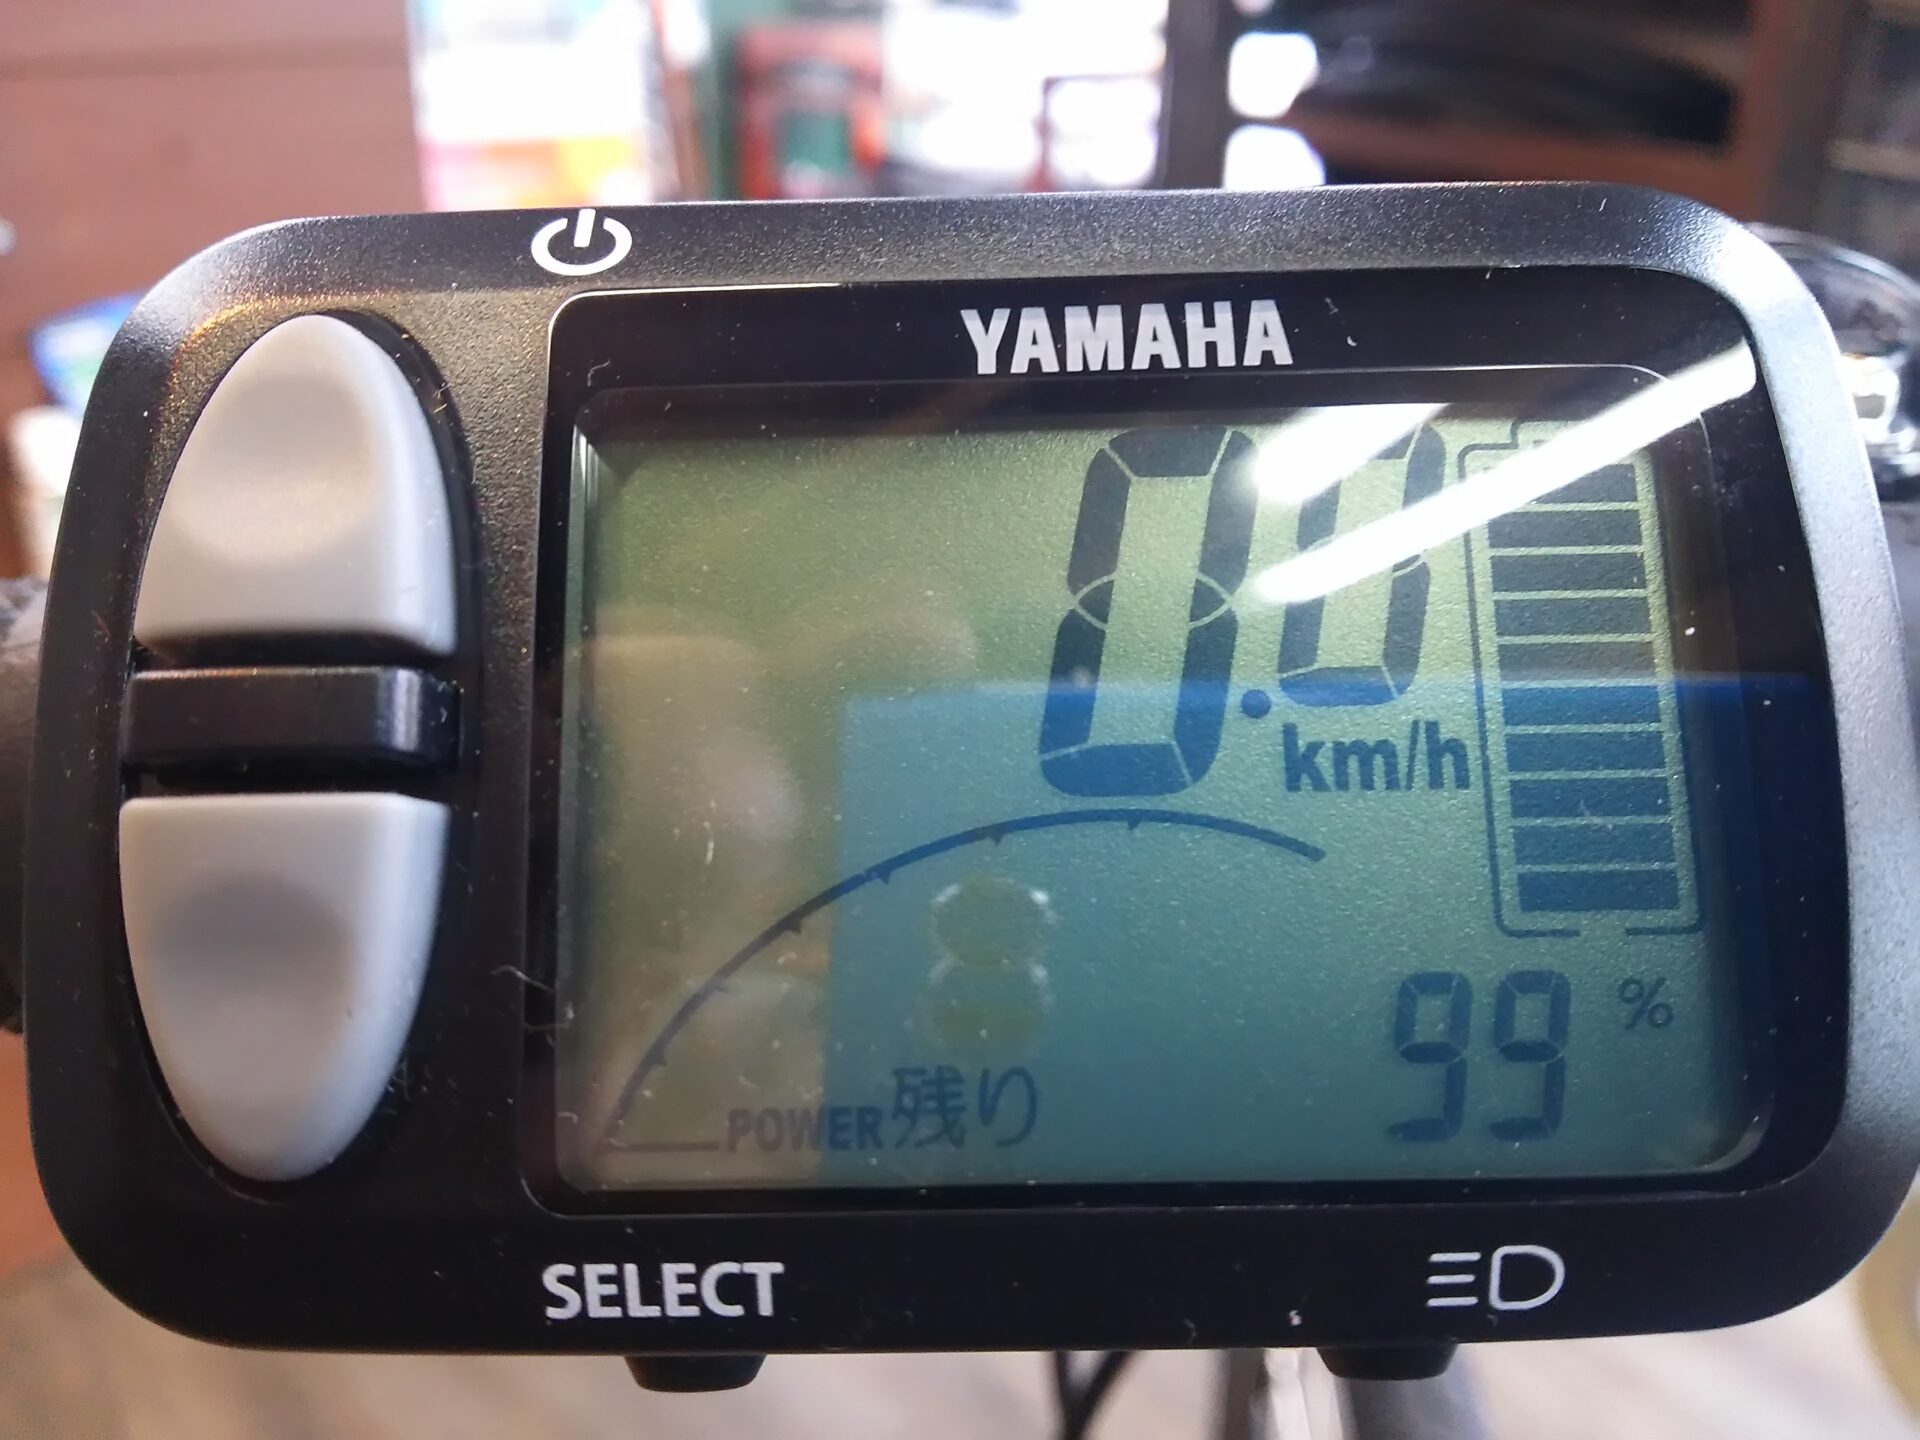 YAMAHA
0.0
km/h
99 %
POWER 残り
SELECT